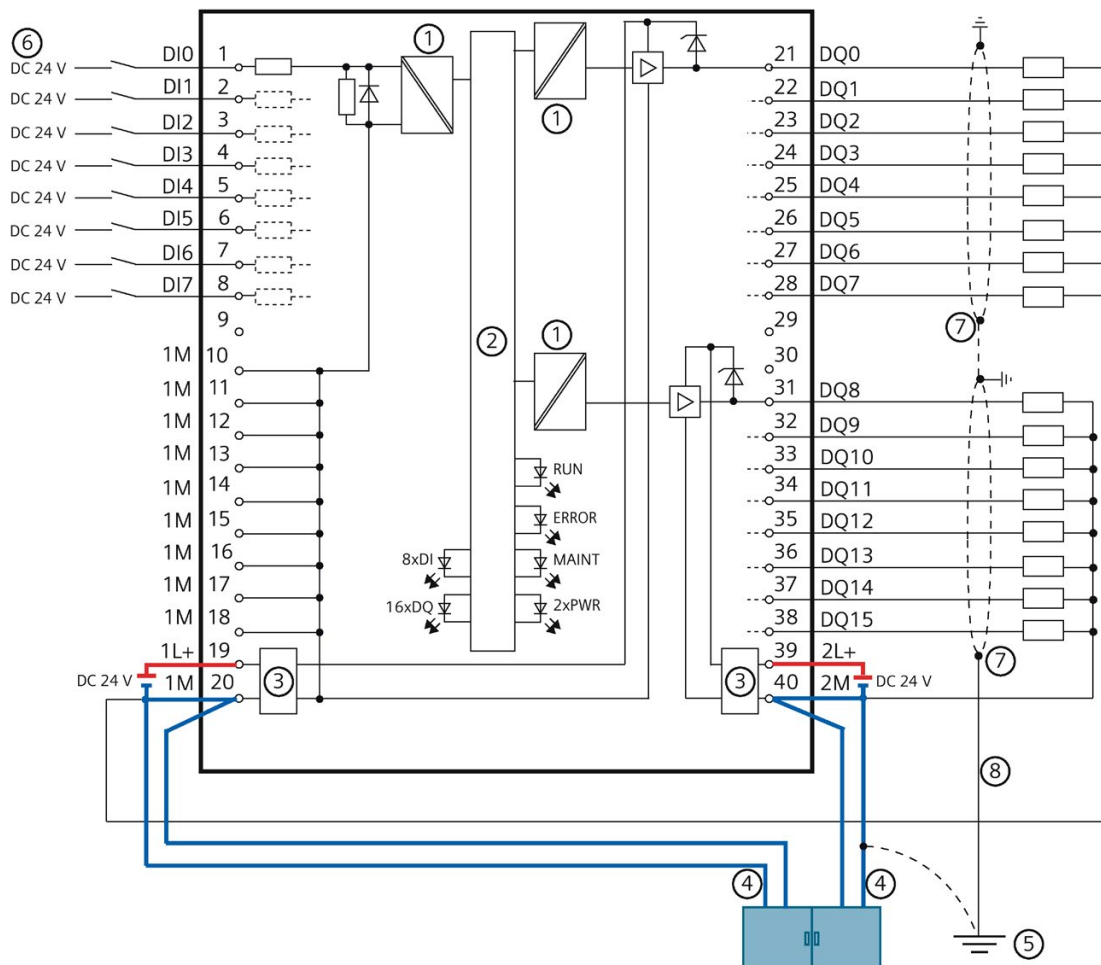 ⑥
DC 24 V DI0 1 ① ① 21 DQ0
DC 24 V DI1 2 22 DQ1
DC 24 V DI2 3 23 DQ2
DC 24 V DI3 4 24 DQ3
DC 24 V DI4 5 25 DQ4
DC 24 V DI5 6 26 DQ5
DC 24 V DI6 7 27 DQ6
DC 24 V DI7 8 28 DQ7
9 ② ① 29 ⑦
1M 10 30
1M 11 31 DQ8
1M 12 32 DQ9
1M 13 RUN 33 DQ10
1M 14 34 DQ11
1M 15 ERROR 35 DQ12
1M 16 8xDI MAINT 36 DQ13
1M 17 16xDQ 2xPWR 37 DQ14
1M 18 38 DQ15
1L+ 19 39 2L+ ⑦
DC 24 V 1M 20 ③ ③ 40 2M DC 24 V
⑧
④ ④
⑤